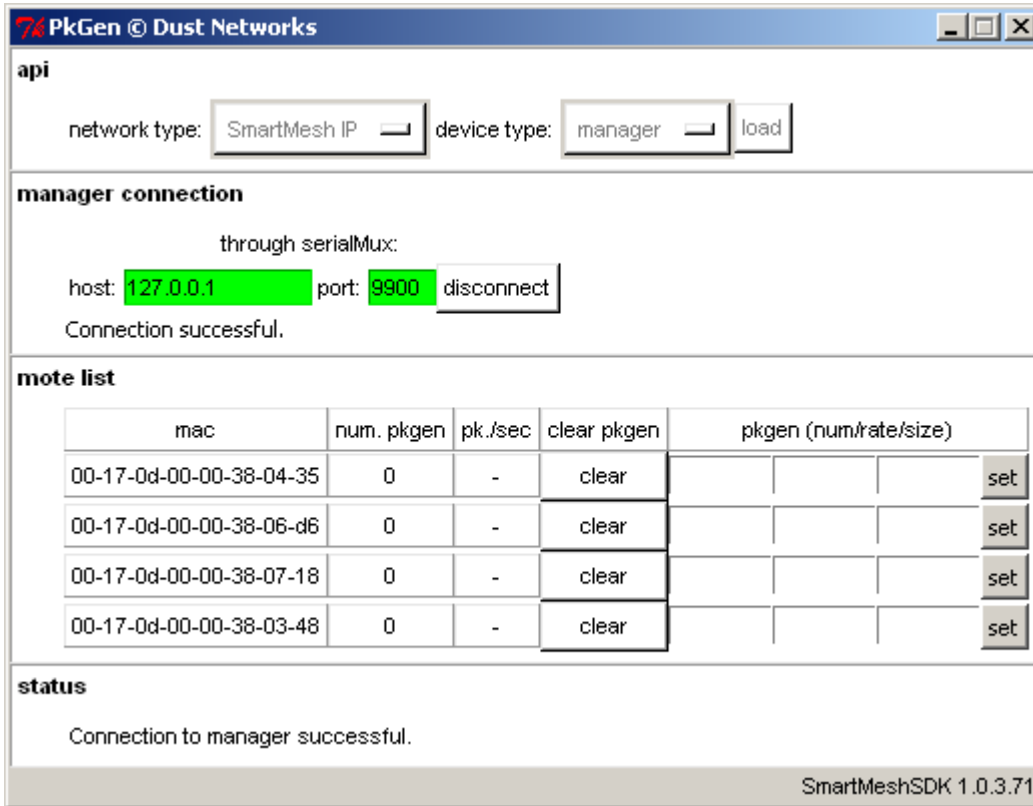 PkGen © Dust Networks
api
network type: SmartMesh IP device type: manager load
manager connection
through serialMux:
host: 127.0.0.1 port: 9900 disconnect
Connection successful.
mote list
mac num. pkgen pk./sec clear pkgen pkgen (num/rate/size)
00-17-0d-00-00-38-04-35 0 - clear set
00-17-0d-00-00-38-06-d6 0 - clear set
00-17-0d-00-00-38-07-18 0 - clear set
00-17-0d-00-00-38-03-48 0 - clear set
status
Connection to manager successful.
SmartMeshSDK 1.0.3.71